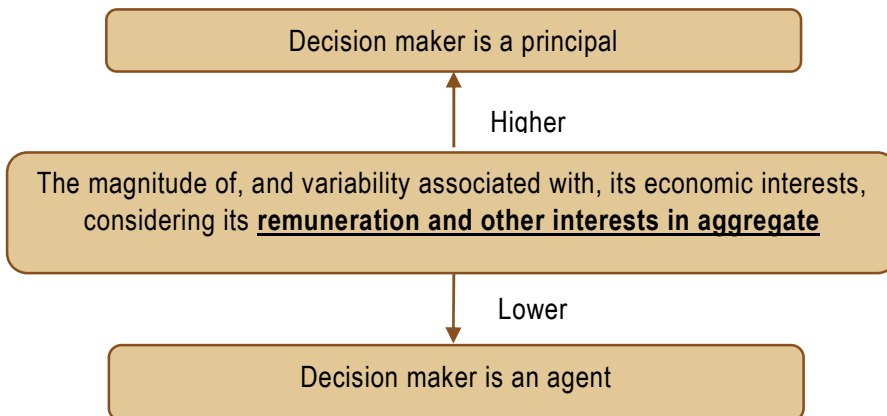 Decision maker is a principal
Higher
The magnitude of, and variability associated with, its economic interests,
considering its remuneration and other interests in aggregate
Lower
Decision maker is an agent